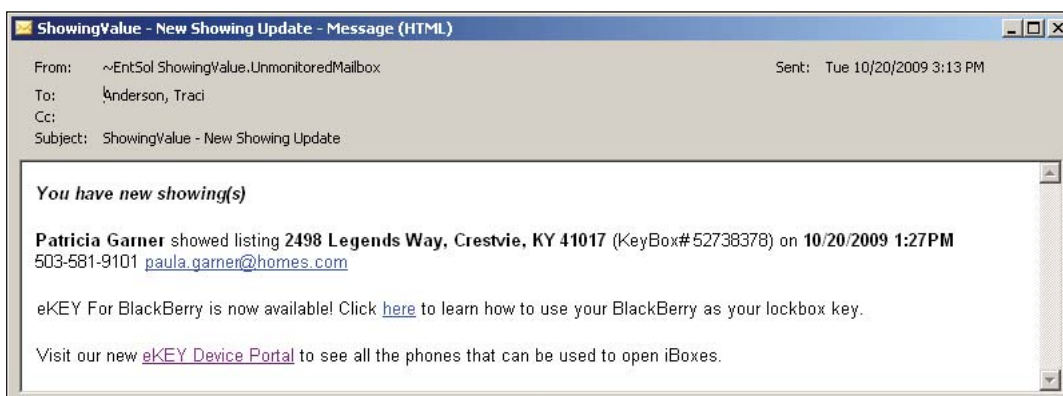 ShowingValue - New Showing Update - Message (HTML)
From: ~EntSol ShowingValue.UnmonitoredMailbox Sent: Tue 10/20/2009 3:13 PM
To: Anderson, Traci
Cc:
Subject: ShowingValue - New Showing Update
You have new showing(s)
Patricia Garner showed listing 2498 Legends Way, Crestvie, KY 41017 (KeyBox# 52738378) on 10/20/2009 1:27PM
503-581-9101 paula.garner@homes.com
eKEY For BlackBerry is now available! Click here to learn how to use your BlackBerry as your lockbox key.
Visit our new eKEY Device Portal to see all the phones that can be used to open iBoxes.